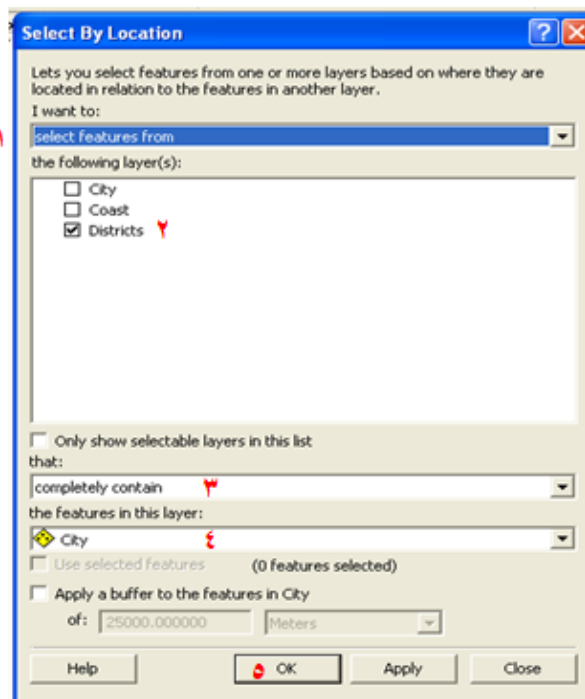 Select By Location
Lets you select features from one or more layers based on where they are
located in relation to the features in another layer.
I want to:
١
select features from
the following layer(s):
City
Coast
Districts ٢
Only show selectable layers in this list
that:
completely contain ٣
the features in this layer:
City ٤
Use selected features (0 features selected)
Apply a buffer to the features in City
of: 25000.000000 Meters
Help ٥ OK Apply Close